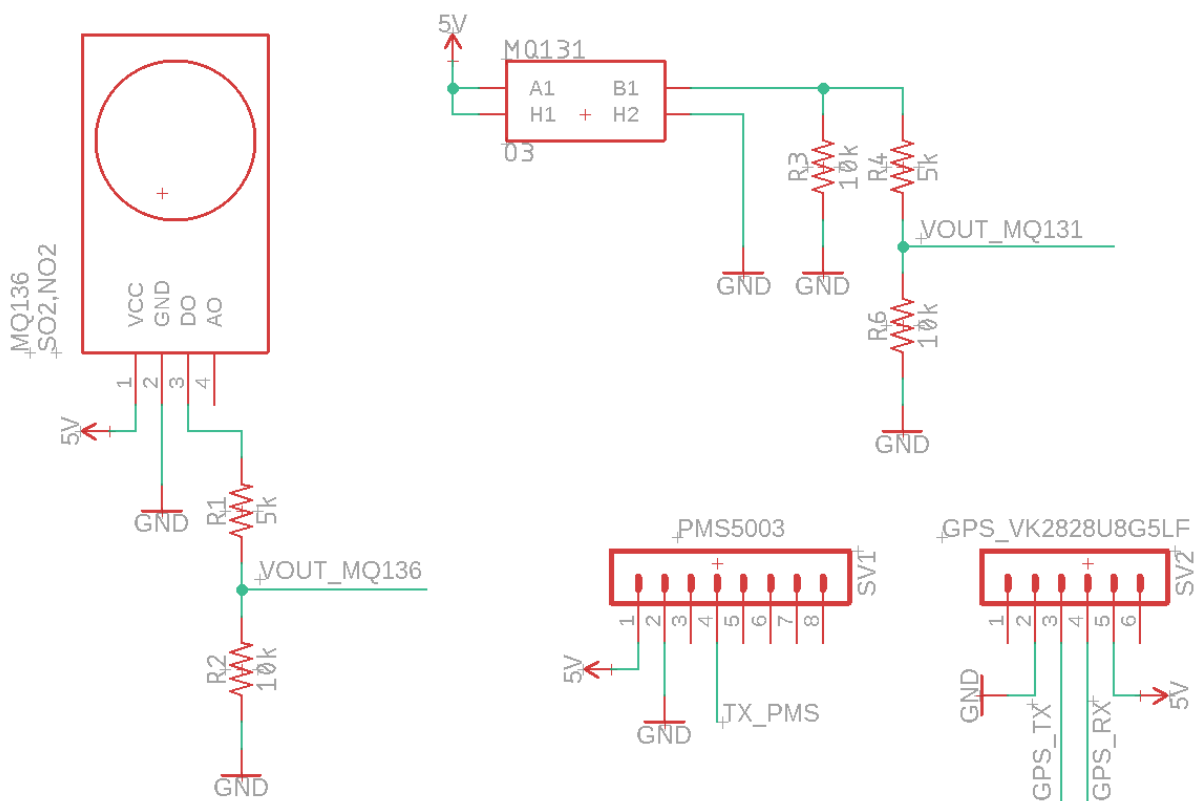 MQ136
SO2,NO2
VCC
GND
DO
AO
1
2
3
4
5V
GND
R1
5k
VOUT_MQ136
R2
10k
GND
5V
MQ131
A1
B1
H1
H2
O3
R3
10k
R4
5k
VOUT_MQ131
GND
GND
R6
10k
GND
PMS5003
SV1
1
2
3
4
5
6
7
8
5V
GND
TX_PMS
GPS_VK2828U8G5LF
SV2
1
2
3
4
5
6
GND
GPS_TX
GPS_RX
5V